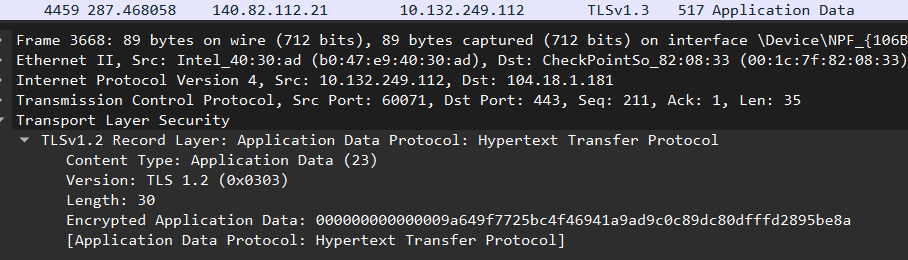 4459 287.468058 140.82.112.21 10.132.249.112 TLSv1.3 517 Application Data
Frame 3668: 89 bytes on wire (712 bits), 89 bytes captured (712 bits) on interface \Device\NPF_{106B
Ethernet II, Src: Intel_40:30:ad (b0:47:e9:40:30:ad), Dst: CheckPointSo_82:08:33 (00:1c:7f:82:08:33)
Internet Protocol Version 4, Src: 10.132.249.112, Dst: 104.18.1.181
Transmission Control Protocol, Src Port: 60071, Dst Port: 443, Seq: 211, Ack: 1, Len: 35
Transport Layer Security
TLSv1.2 Record Layer: Application Data Protocol: Hypertext Transfer Protocol
Content Type: Application Data (23)
Version: TLS 1.2 (0x0303)
Length: 30
Encrypted Application Data: 000000000000009a649f7725bc4f46941a9ad9c0c89dc80dfffd2895be8a
[Application Data Protocol: Hypertext Transfer Protocol]